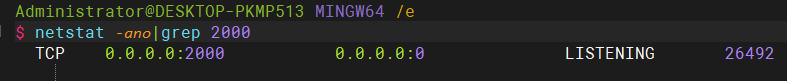 Administrator@DESKTOP-PKMP513 MINGW64 /e
$ netstat -ano|grep 2000
TCP 0.0.0.0:2000 0.0.0.0:0 LISTENING 26492